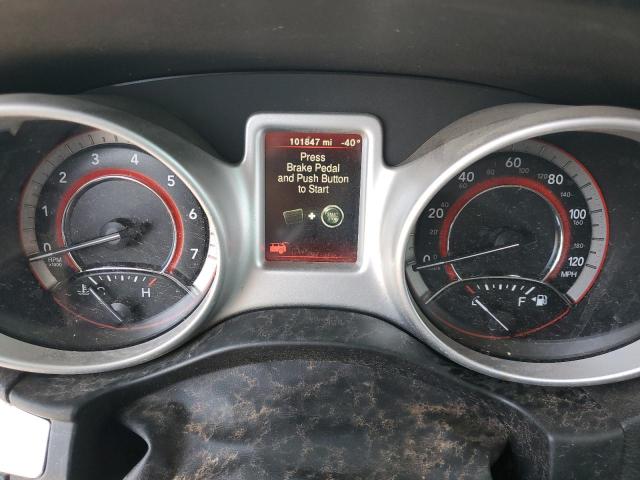 101847 mi -40°
Press
Brake Pedal
and Push Button
to Start
+
0 1 2 3 4 5 6 7
RPM
x1000
H
0 20 40 60 80 100 120
MPH
F